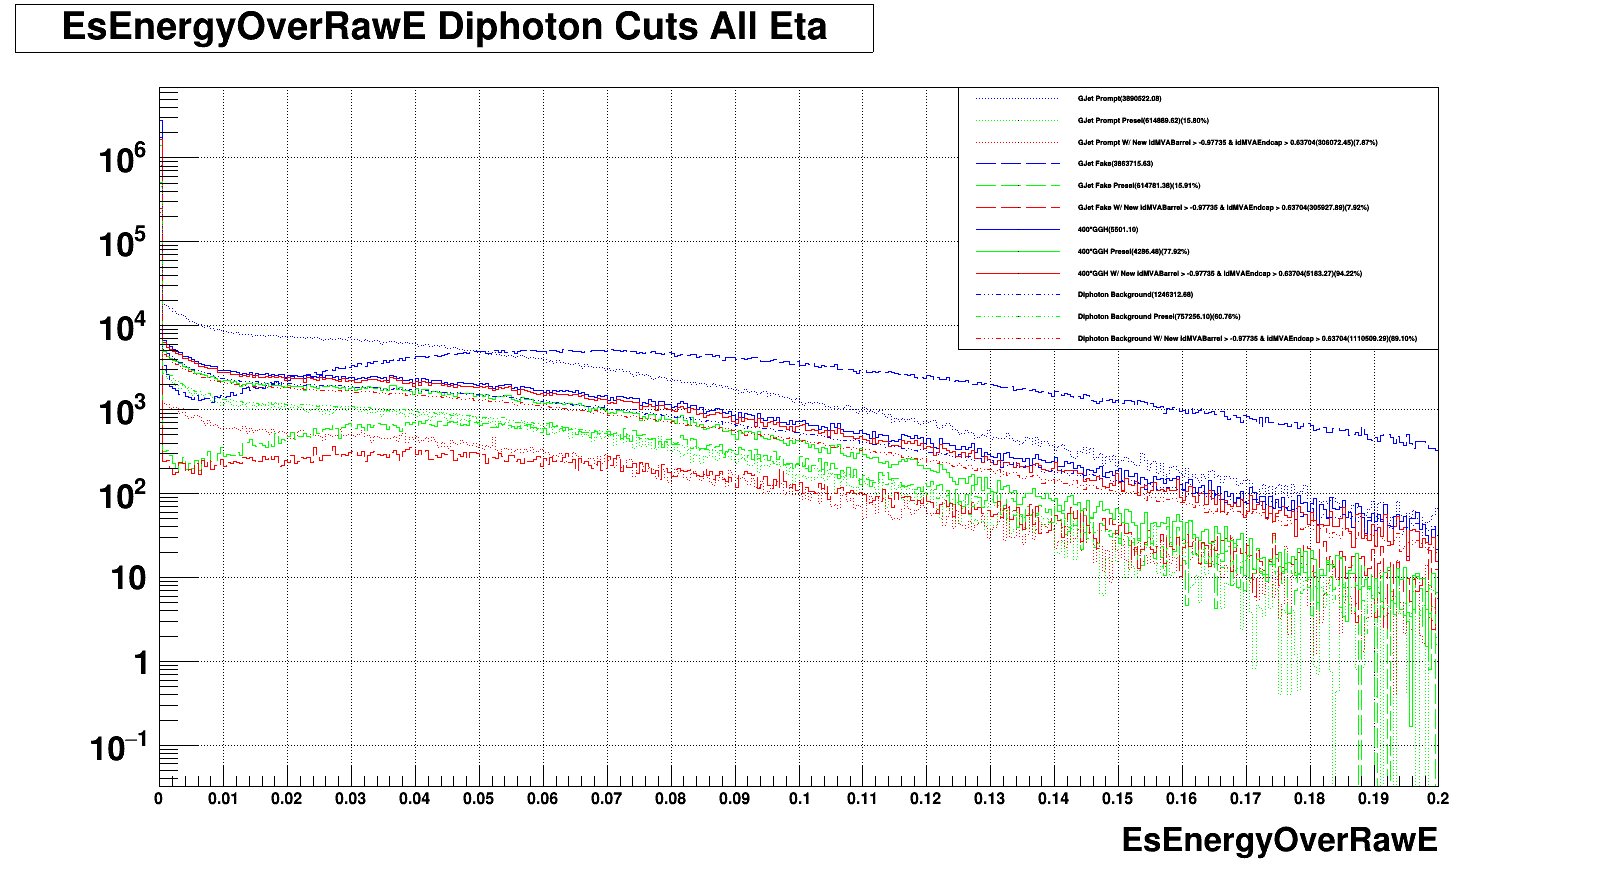 EsEnergyOverRawE Diphoton Cuts All Eta
GJet Prompt(3890522.08)
GJet Prompt Presel(614869.62)(15.80%)
GJet Prompt W/ New IdMVABarrel > -0.97735 & IdMVAEndcap > 0.63704(306072.45)(7.87%)
GJet Fake(3863715.63)
GJet Fake Presel(614781.36)(15.91%)
GJet Fake W/ New IdMVABarrel > -0.97735 & IdMVAEndcap > 0.63704(305927.89)(7.92%)
400*GGH(5501.10)
400*GGH Presel(4286.48)(77.92%)
400*GGH W/ New IdMVABarrel > -0.97735 & IdMVAEndcap > 0.63704(5183.27)(94.22%)
Diphoton Background(1246312.68)
Diphoton Background Presel(757256.10)(60.76%)
Diphoton Background W/ New IdMVABarrel > -0.97735 & IdMVAEndcap > 0.63704(1110509.29)(89.10%)
10^6
10^5
10^4
10^3
10^2
10
1
10^−1
0 0.01 0.02 0.03 0.04 0.05 0.06 0.07 0.08 0.09 0.1 0.11 0.12 0.13 0.14 0.15 0.16 0.17 0.18 0.19 0.2
EsEnergyOverRawE